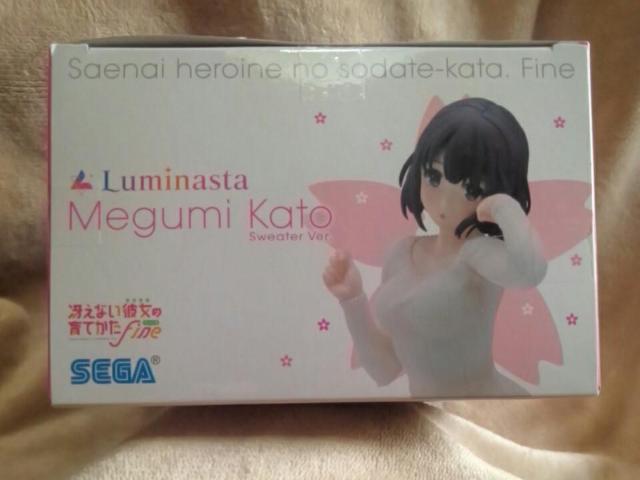 Saenai heroine no sodate-kata. Fine
Luminasta
Megumi Kato
Sweater Ver.
冴えない彼女の
育てかた fine
SEGA®